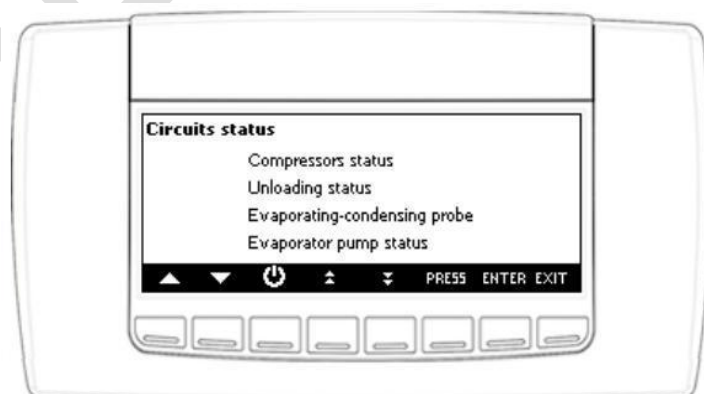 Circuits status
Compressors status
Unloading status
Evaporating-condensing probe
Evaporator pump status
PRESS ENTER EXIT